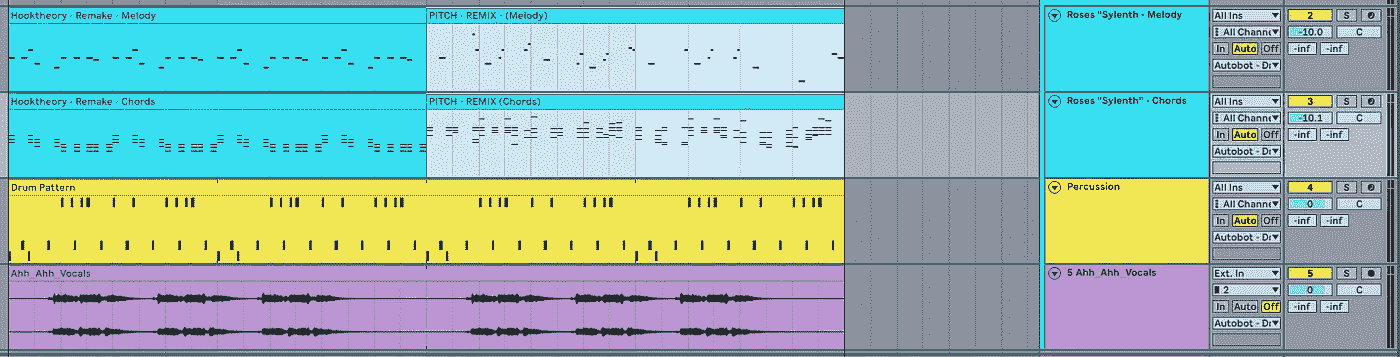 Hooktheory - Remake - Melody
PITCH - REMIX - (Melody)
Roses "Sylenth - Melody
All Ins
2
S
All Channe
-10.0
C
In Auto Off
-inf -inf
Autobot - Dr
Hooktheory - Remake - Chords
PITCH - REMIX (Chords)
Roses "Sylenth" - Chords
All Ins
3
S
All Channe
-10.1
C
In Auto Off
-inf -inf
Autobot - Dr
Drum Pattern
Percussion
All Ins
4
S
All Channe
0
C
In Auto Off
-inf -inf
Autobot - Dr
Ahh_Ahh_Vocals
5 Ahh_Ahh_Vocals
Ext. In
5
S
2
0
C
In Auto Off
-inf -inf
Autobot - Dr